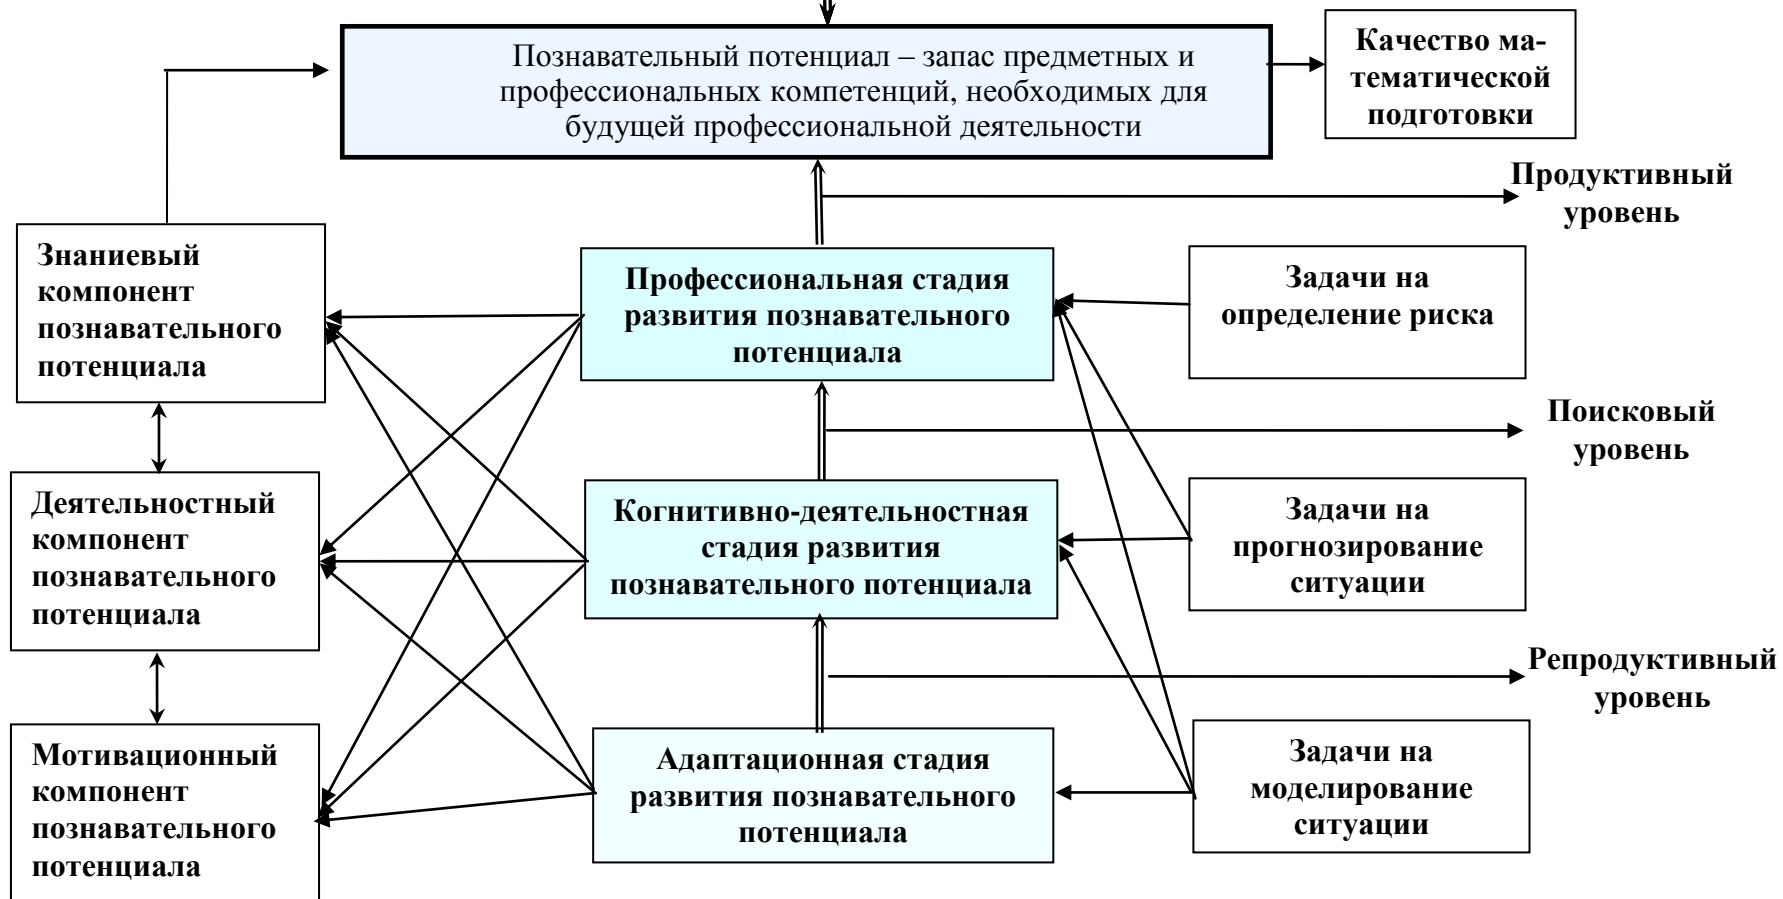 Познавательный потенциал – запас предметных и
профессиональных компетенций, необходимых для
будущей профессиональной деятельности
Качество ма-
тематической
подготовки
Продуктивный
уровень
Знаниевый
компонент
познавательного
потенциала
Профессиональная стадия
развития познавательного
потенциала
Задачи на
определение риска
Поисковый
уровень
Деятельностный
компонент
познавательного
потенциала
Когнитивно-деятельностная
стадия развития
познавательного потенциала
Задачи на
прогнозирование
ситуации
Репродуктивный
уровень
Мотивационный
компонент
познавательного
потенциала
Адаптационная стадия
развития познавательного
потенциала
Задачи на
моделирование
ситуации